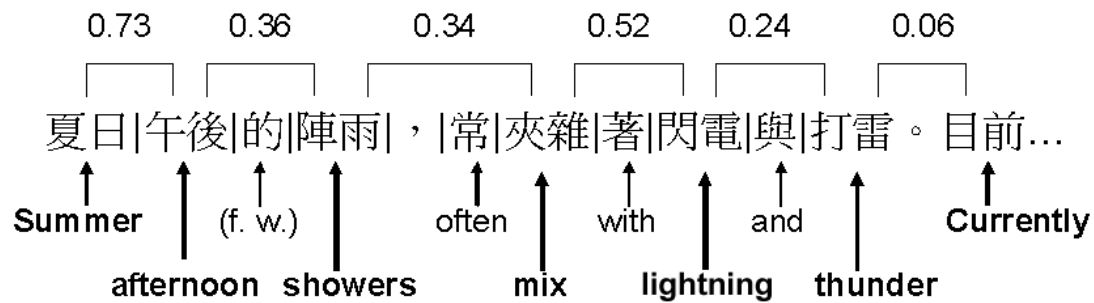 0.73 0.36 0.34 0.52 0.24 0.06
夏日|午後|的|陣雨|，|常|夾雜|著|閃電|與|打雷。目前...
Summer (f. w.) often with and Currently
afternoon showers mix lightning thunder